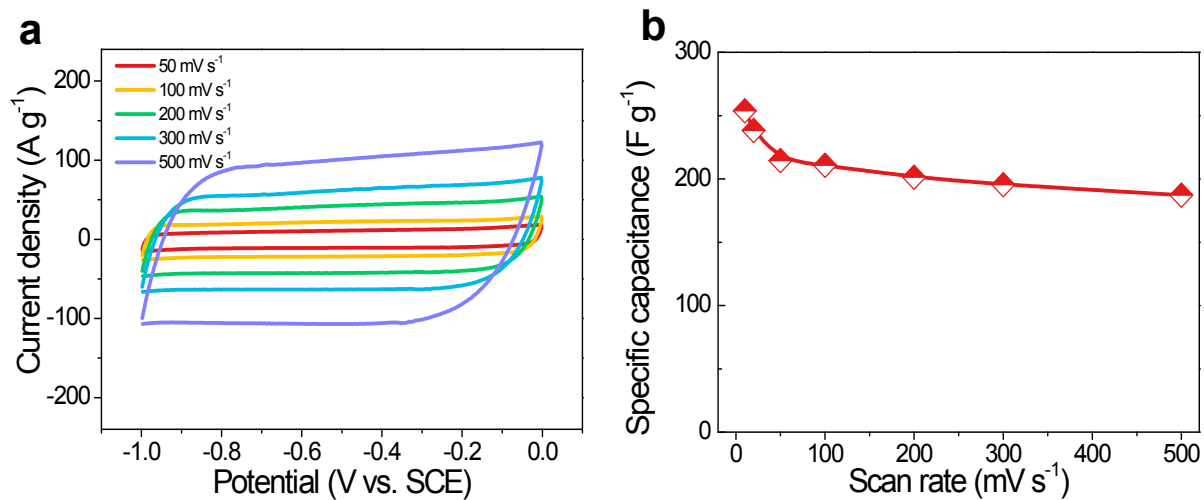 a
200
100
0
-100
-200
Current density (A g⁻¹)
50 mV s⁻¹
100 mV s⁻¹
200 mV s⁻¹
300 mV s⁻¹
500 mV s⁻¹
-1.0 -0.8 -0.6 -0.4 -0.2 0.0
Potential (V vs. SCE)
b
300
200
100
0
Specific capacitance (F g⁻¹)
0 100 200 300 400 500
Scan rate (mV s⁻¹)